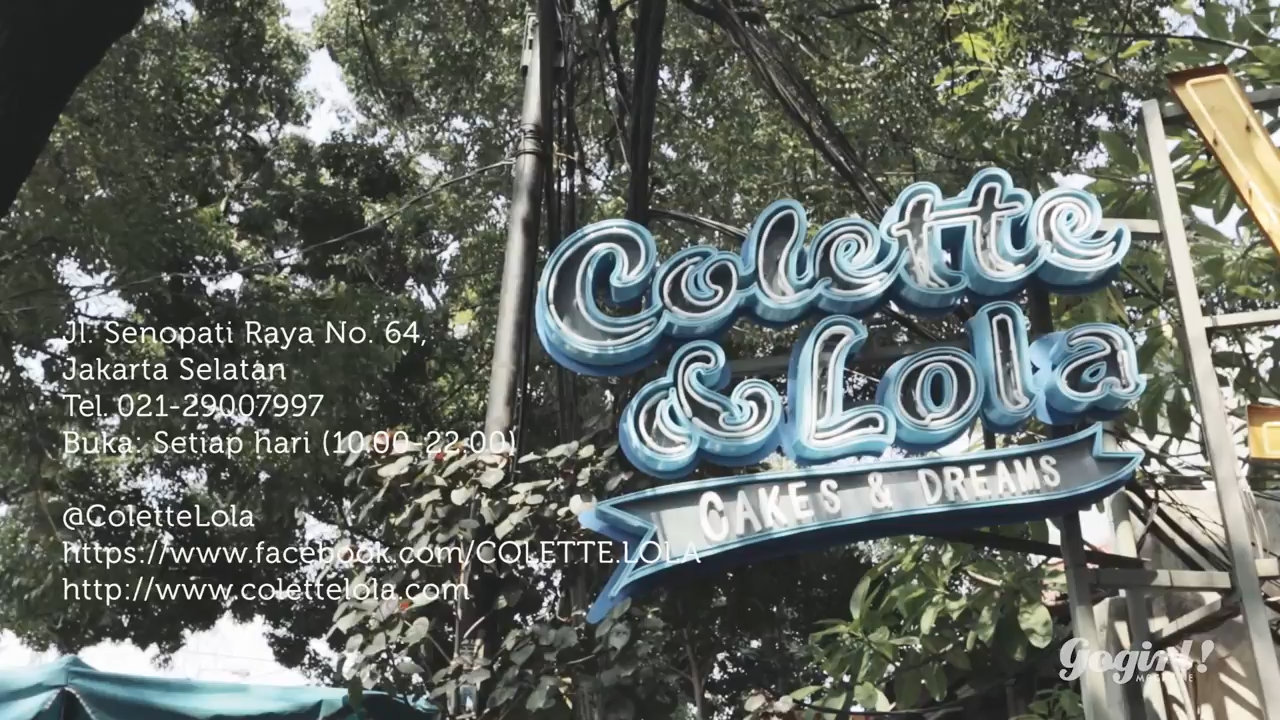 Colette
& Lola
CAKES & DREAMS
Jl. Senopati Raya No. 64,
Jakarta Selatan
Tel. 021-29007997
Buka: Setiap hari (10.00-22.00)
@ColetteLola
https://www.facebook.com/COLETTE.LOLA
http://www.colettelola.com
Gogirl!
MAGAZINE